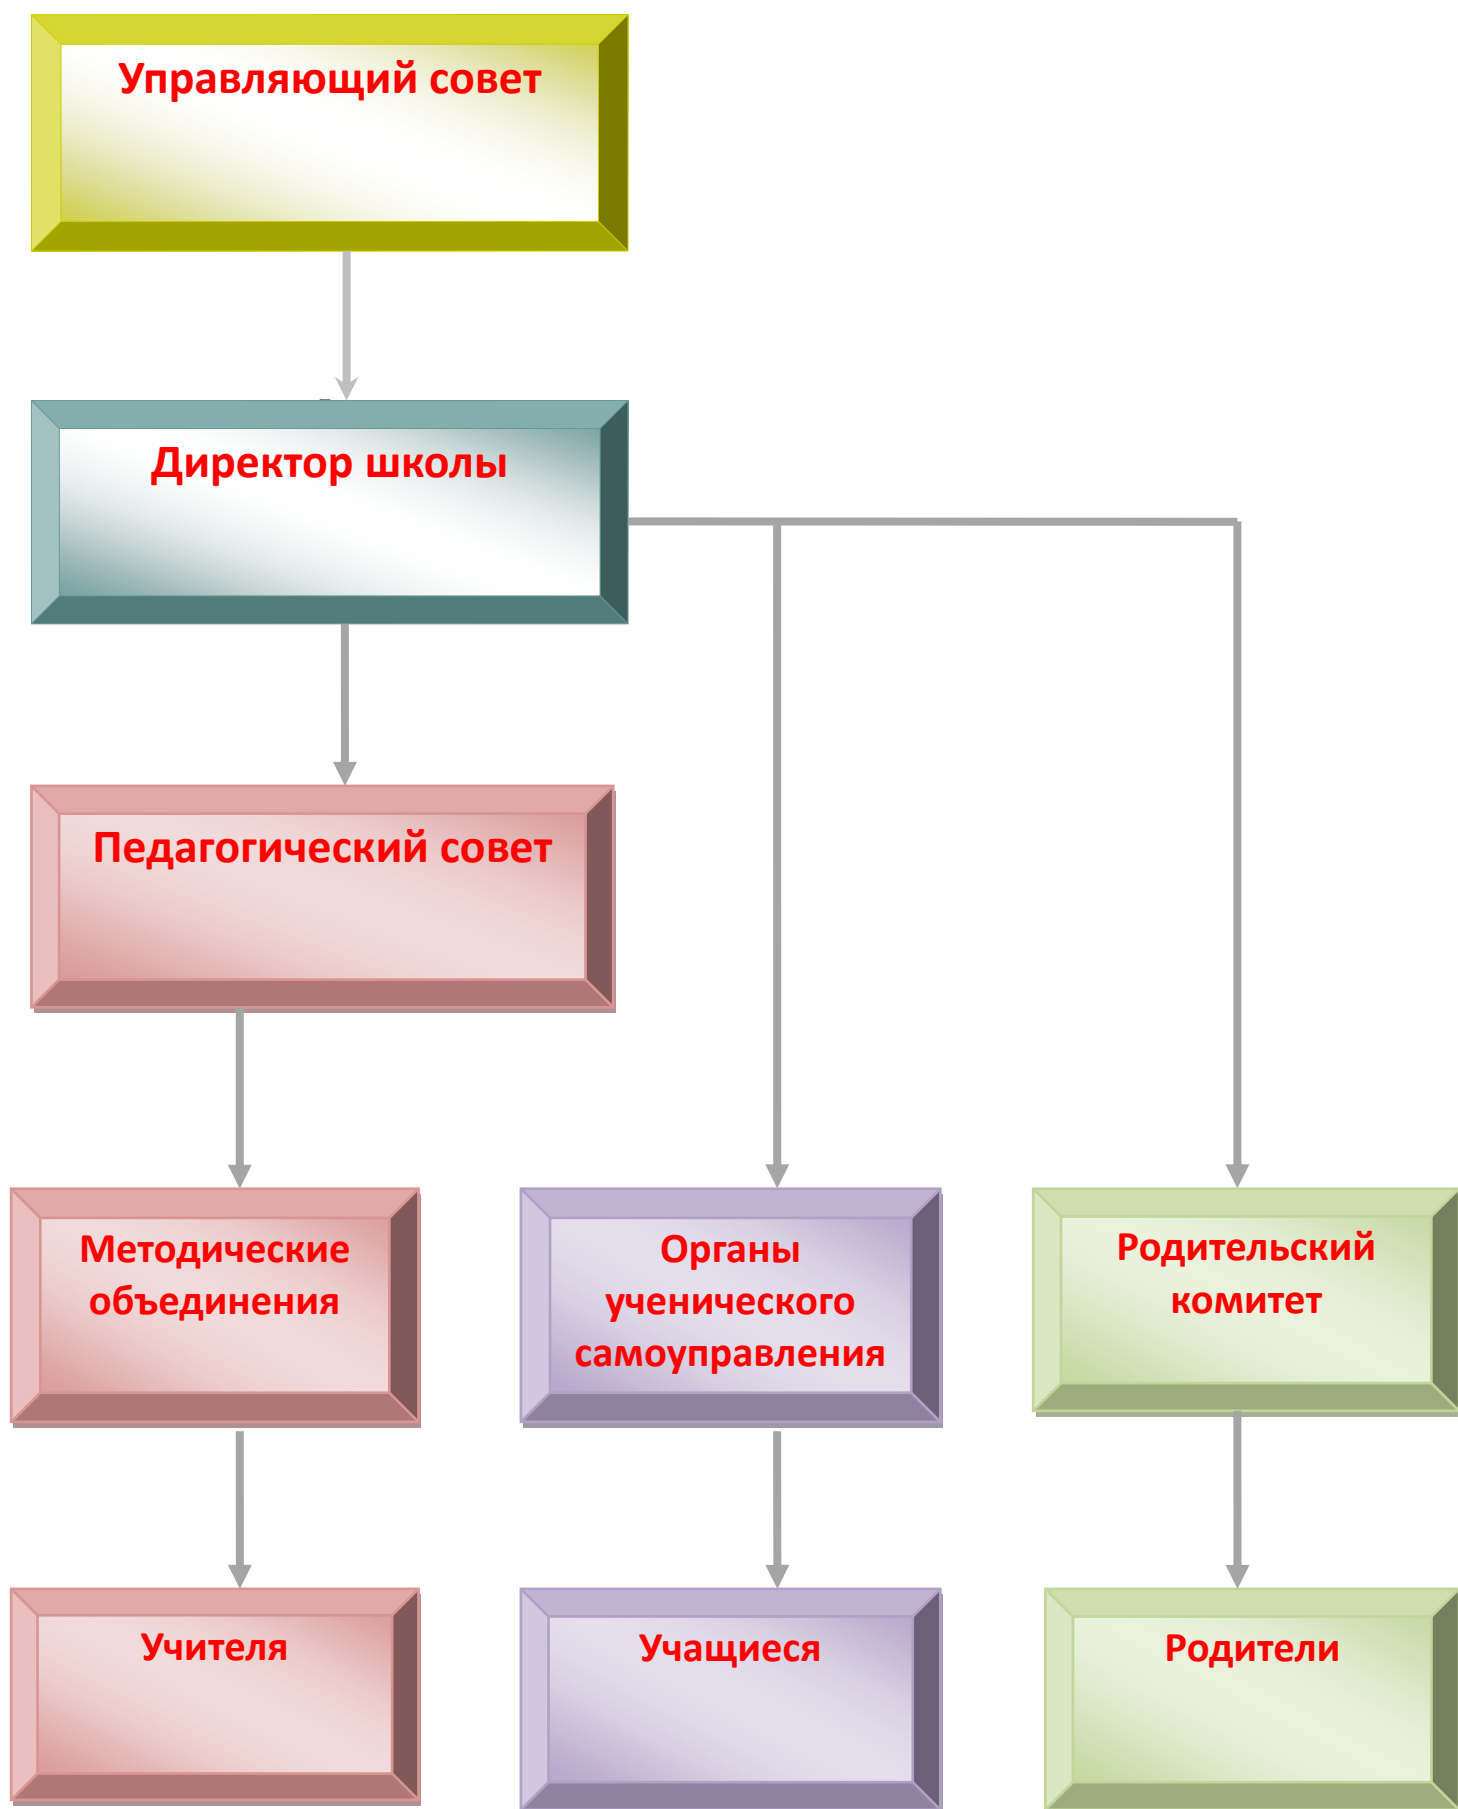 Управляющий совет
Директор школы
Педагогический совет
Методические
объединения
Органы
ученического
самоуправления
Родительский
комитет
Учителя
Учащиеся
Родители